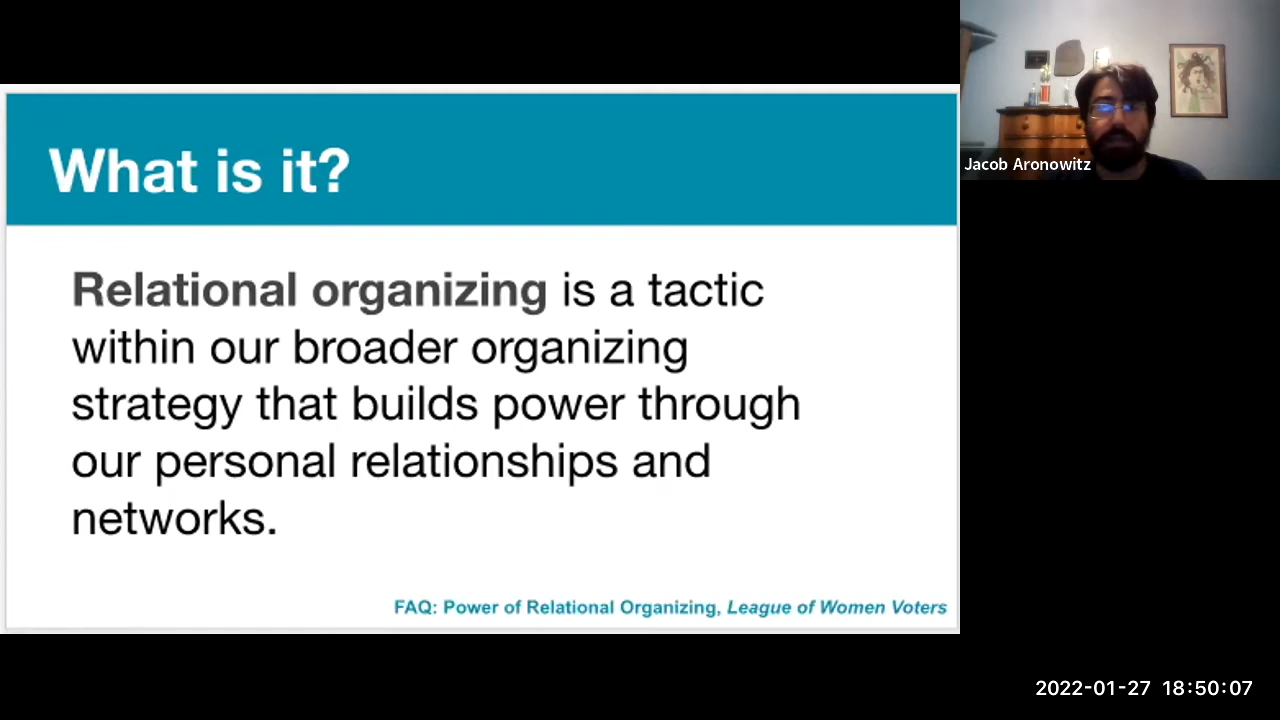 What is it?
Relational organizing is a tactic
within our broader organizing
strategy that builds power through
our personal relationships and
networks.
FAQ: Power of Relational Organizing, League of Women Voters
Jacob Aronowitz
2022-01-27 18:50:07